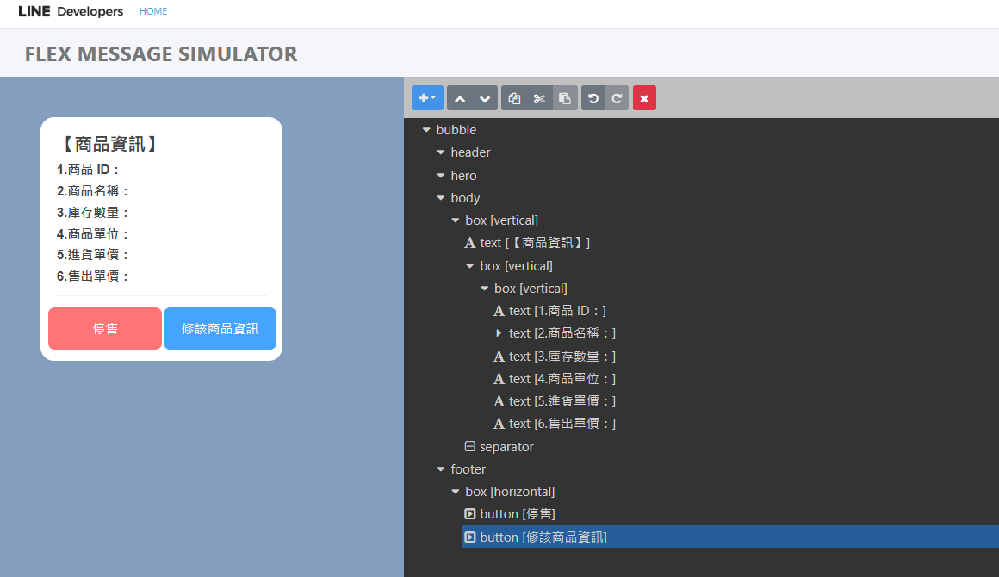 LINE Developers HOME
FLEX MESSAGE SIMULATOR
【商品資訊】
1.商品 ID：
2.商品名稱：
3.庫存數量：
4.商品單位：
5.進貨單價：
6.售出單價：
停售 修該商品資訊
bubble
header
hero
body
box [vertical]
text [【商品資訊】]
box [vertical]
box [vertical]
text [1.商品 ID：]
text [2.商品名稱：]
text [3.庫存數量：]
text [4.商品單位：]
text [5.進貨單價：]
text [6.售出單價：]
separator
footer
box [horizontal]
button [停售]
button [修該商品資訊]